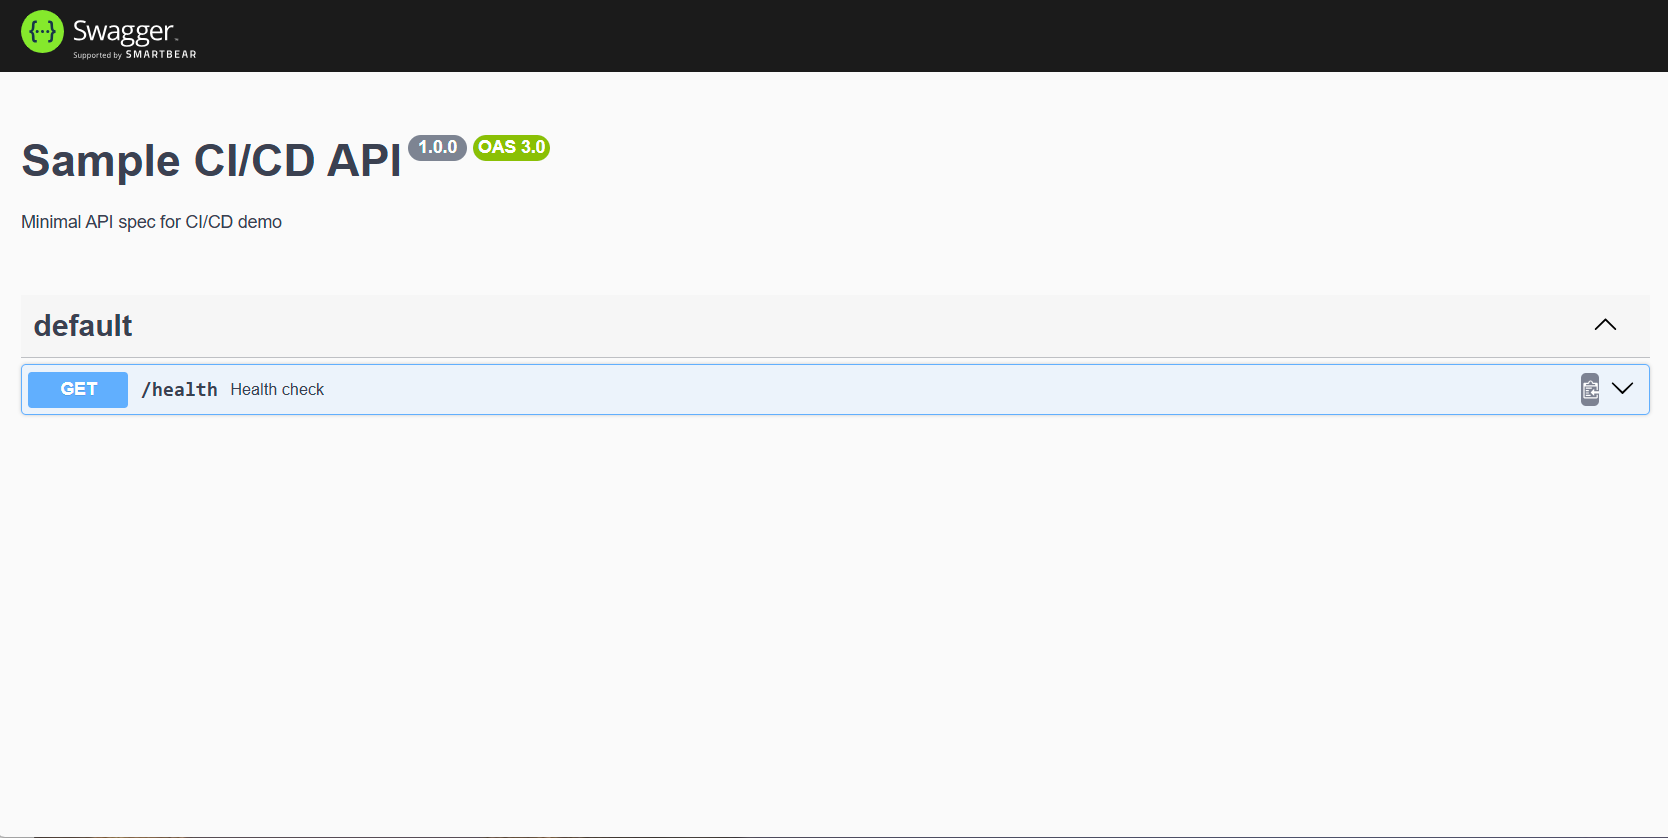 Swagger™
Supported by SMARTBEAR
Sample CI/CD API 1.0.0 OAS 3.0
Minimal API spec for CI/CD demo
default
GET /health Health check